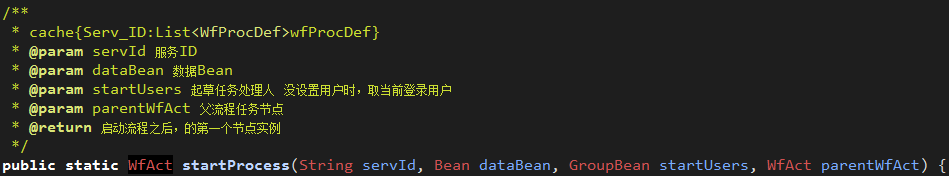 /**
 * cache{Serv_ID:List<WfProcDef>wfProcDef}
 * @param servId 服务ID
 * @param dataBean 数据Bean
 * @param startUsers 起草任务处理人 没设置用户时，取当前登录用户
 * @param parentWfAct 父流程任务节点
 * @return 启动流程之后，的第一个节点实例
 */
public static WfAct startProcess(String servId, Bean dataBean, GroupBean startUsers, WfAct parentWfAct) {